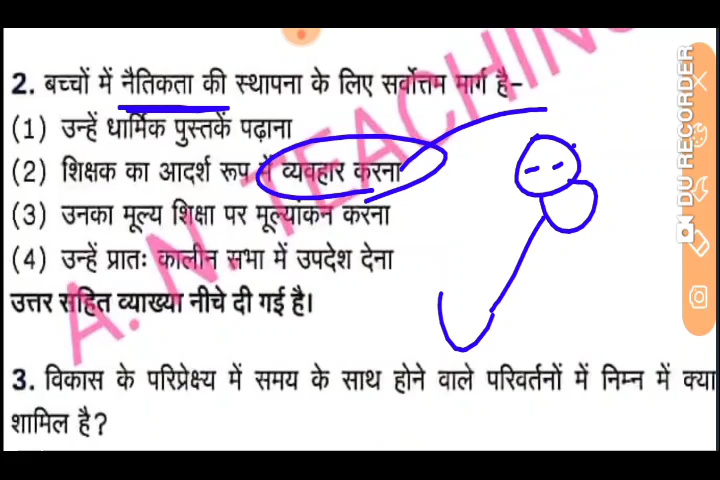 2. बच्चों में नैतिकता की स्थापना के लिए सर्वोत्तम मार्ग है–
(1) उन्हें धार्मिक पुस्तकें पढ़ाना
(2) शिक्षक का आदर्श रूप में व्यवहार करना
(3) उनका मूल्य शिक्षा पर मूल्यांकन करना
(4) उन्हें प्रातः कालीन सभा में उपदेश देना
उत्तर सहित व्याख्या नीचे दी गई है।
3. विकास के परिप्रेक्ष्य में समय के साथ होने वाले परिवर्तनों में निम्न में क्या
शामिल है?
A. N. TEACHING
DU RECORDER